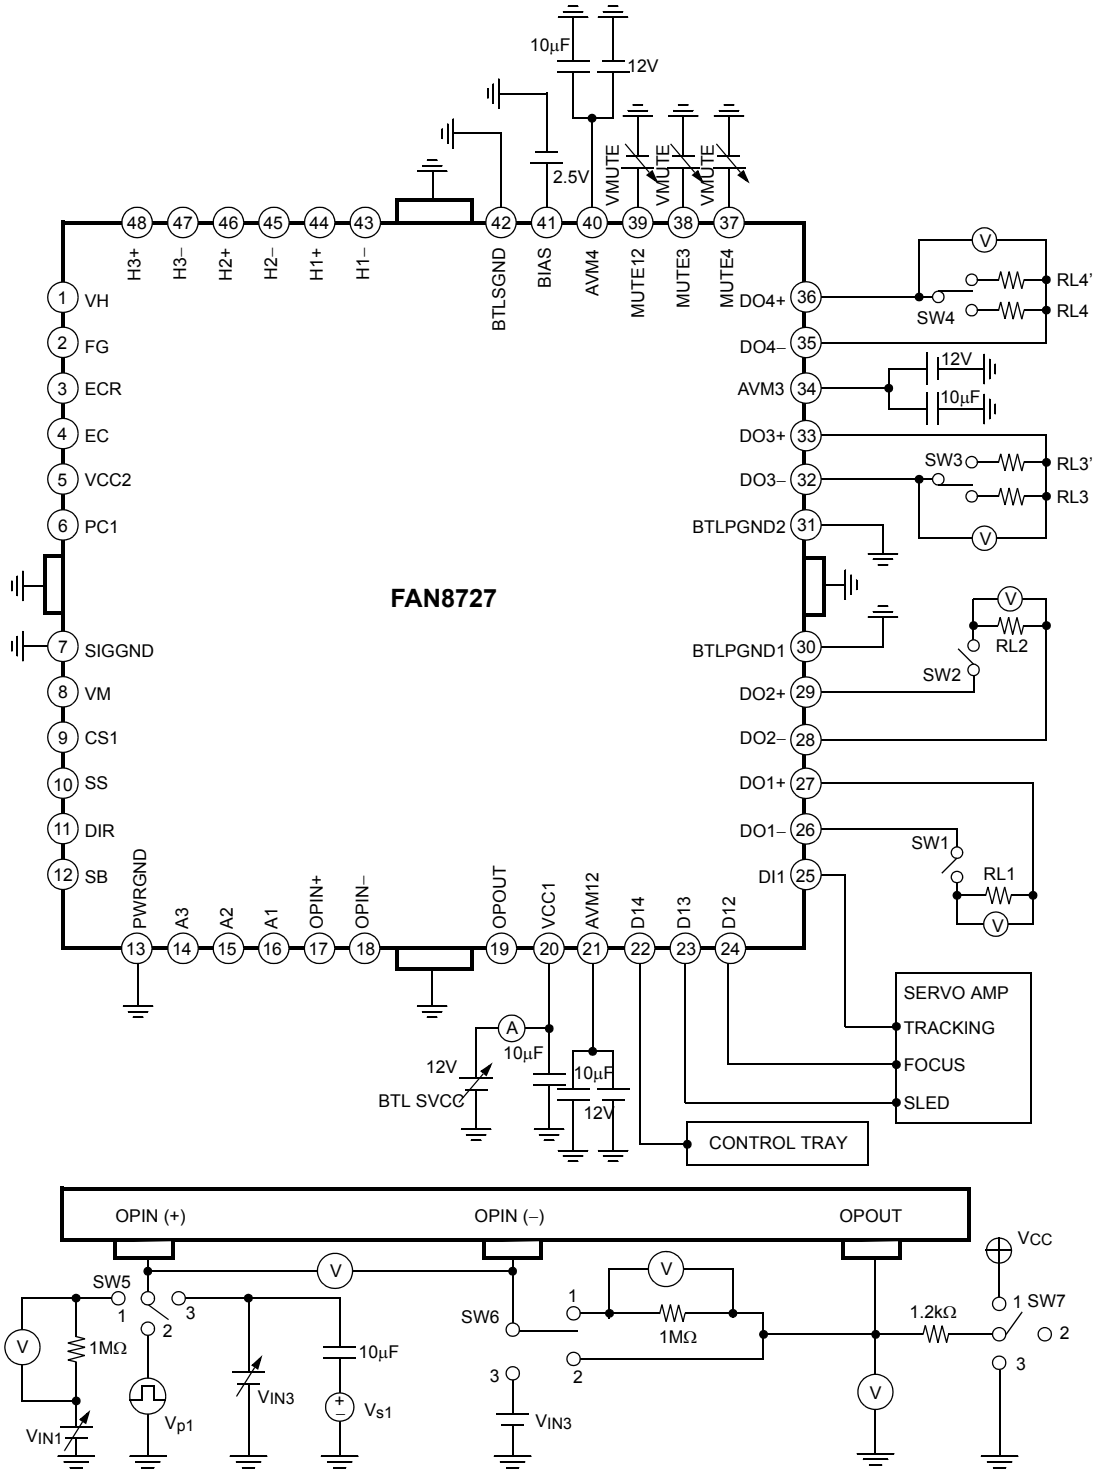 10μF
12V
2.5V
VMUTE
VMUTE
VMUTE
48
47
46
45
44
43
42
41
40
39
38
37
H3+
H3−
H2+
H2−
H1+
H1−
BTLSGND
BIAS
AVM4
MUTE12
MUTE3
MUTE4
1 VH
2 FG
3 ECR
4 EC
5 VCC2
6 PC1
7 SIGGND
8 VM
9 CS1
10 SS
11 DIR
12 SB
FAN8727
DO4+ 36
DO4− 35
AVM3 34
DO3+ 33
DO3− 32
BTLPGND2 31
BTLPGND1 30
DO2+ 29
DO2− 28
DO1+ 27
DO1− 26
DI1 25
V
SW4
RL4’
RL4
12V
10μF
SW3
RL3’
RL3
V
V
RL2
SW2
SW1
RL1
V
PWRGND
A3
A2
A1
OPIN+
OPIN−
OPOUT
VCC1
AVM12
D14
D13
D12
13
14
15
16
17
18
19
20
21
22
23
24
A
12V
BTL SVCC
10μF
10μF
12V
SERVO AMP
TRACKING
FOCUS
SLED
CONTROL TRAY
OPIN (+)
OPIN (−)
OPOUT
V
SW5
1
2
3
V
1MΩ
VIN1
Vp1
VIN3
10μF
+
−
Vs1
SW6
1
2
3
V
1MΩ
VIN3
V
1.2kΩ
VCC
1 SW7
2
3